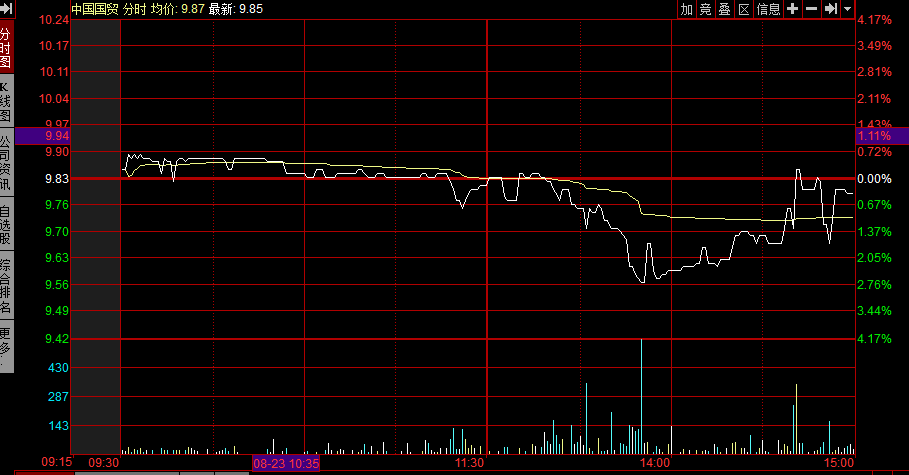 中国国贸 分时 均价: 9.87 最新: 9.85
加 竞 叠 区 信息
分时图
K线图
公司资讯
自选股
综合排名
更多
10.24 4.17%
10.17 3.49%
10.11 2.81%
10.04 2.11%
9.97 1.43%
9.94 1.11%
9.90 0.72%
9.83 0.00%
9.76 0.67%
9.70 1.37%
9.63 2.05%
9.56 2.76%
9.49 3.44%
9.42 4.17%
430
287
143
09:15 09:30 08-23 10:35 11:30 14:00 15:00